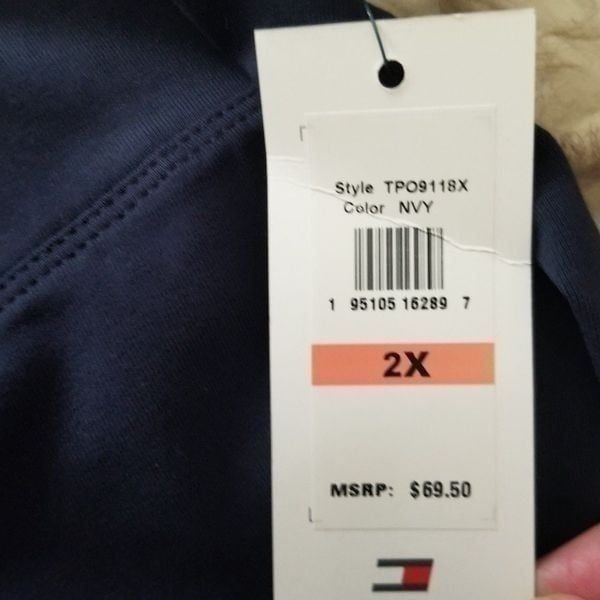 Style TPO9118X
Color NVY
1 95105 16289 7
2X
MSRP: $69.50